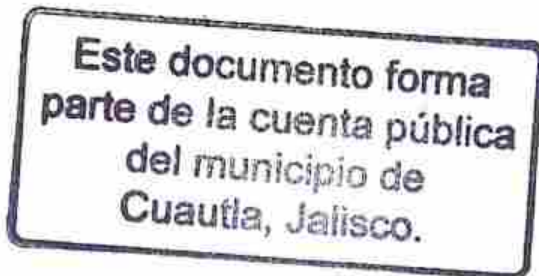 Este documento forma
parte de la cuenta pública
del municipio de
Cuautla, Jalisco.